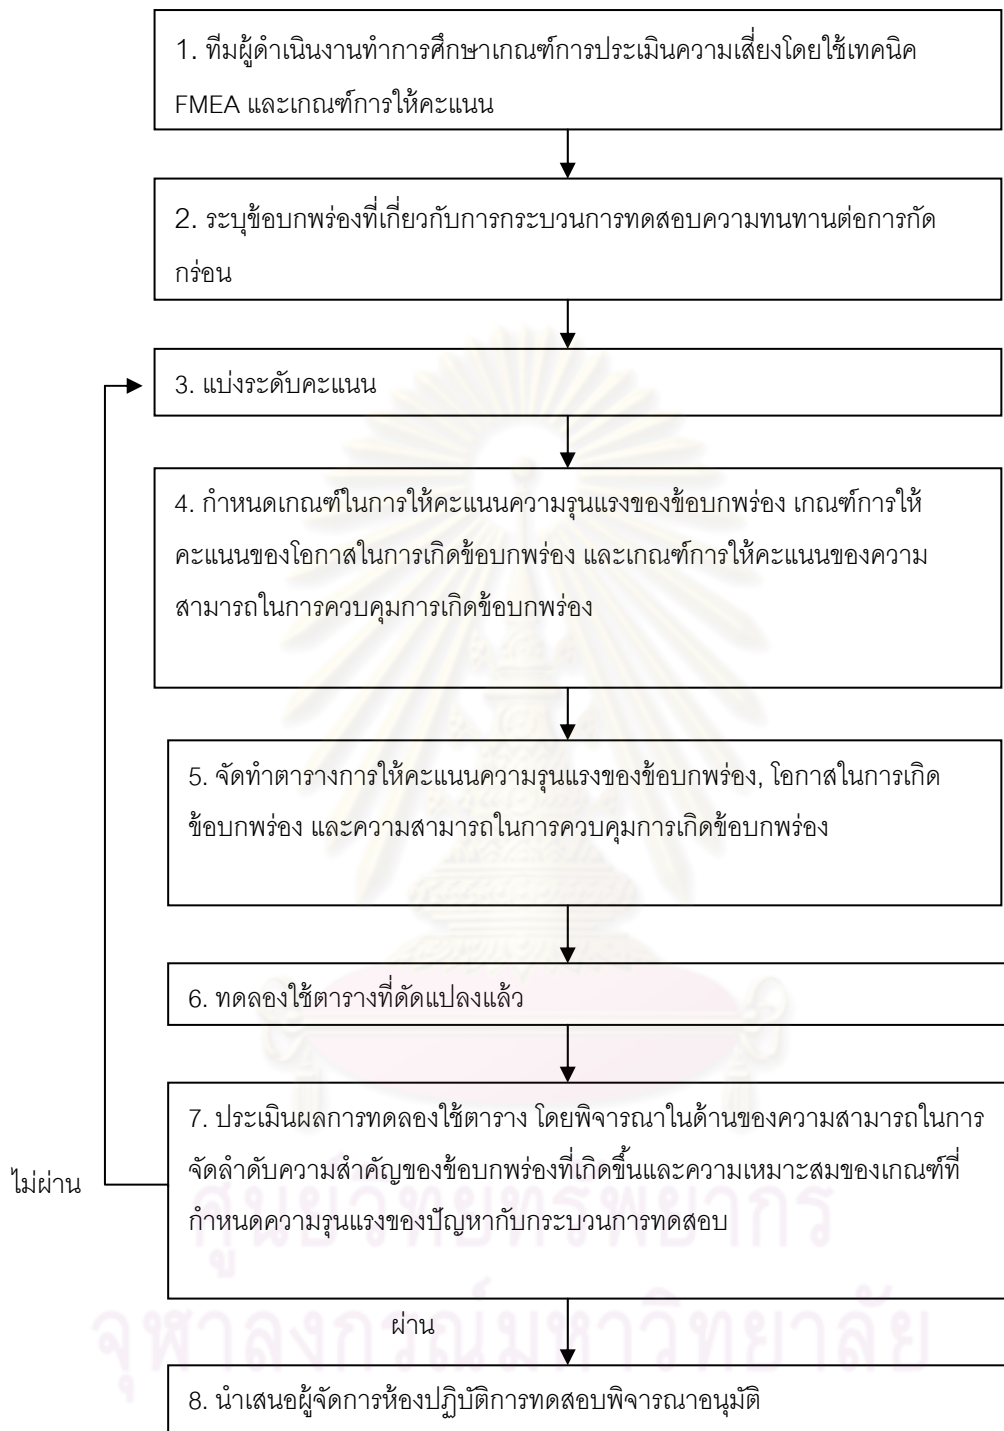 1. ทีมผู้ดำเนินงานทำการศึกษาเกณฑ์การประเมินความเสี่ยงโดยใช้เทคนิค
FMEA และเกณฑ์การให้คะแนน
2. ระบุข้อบกพร่องที่เกี่ยวกับการกระบวนการทดสอบความทนทานต่อการกัด
กร่อน
3. แบ่งระดับคะแนน
4. กำหนดเกณฑ์ในการให้คะแนนความรุนแรงของข้อบกพร่อง เกณฑ์การให้
คะแนนของโอกาสในการเกิดข้อบกพร่อง และเกณฑ์การให้คะแนนของความ
สามารถในการควบคุมการเกิดข้อบกพร่อง
5. จัดทำตารางการให้คะแนนความรุนแรงของข้อบกพร่อง, โอกาสในการเกิด
ข้อบกพร่อง และความสามารถในการควบคุมการเกิดข้อบกพร่อง
6. ทดลองใช้ตารางที่ดัดแปลงแล้ว
7. ประเมินผลการทดลองใช้ตาราง โดยพิจารณาในด้านของความสามารถในการ
จัดลำดับความสำคัญของข้อบกพร่องที่เกิดขึ้นและความเหมาะสมของเกณฑ์ที่
กำหนดความรุนแรงของปัญหากับกระบวนการทดสอบ
ไม่ผ่าน
ศูนย์วิทยทรัพยากร
จุฬาลงกรณ์มหาวิทยาลัย
ผ่าน
8. นำเสนอผู้จัดการห้องปฏิบัติการทดสอบพิจารณาอนุมัติ